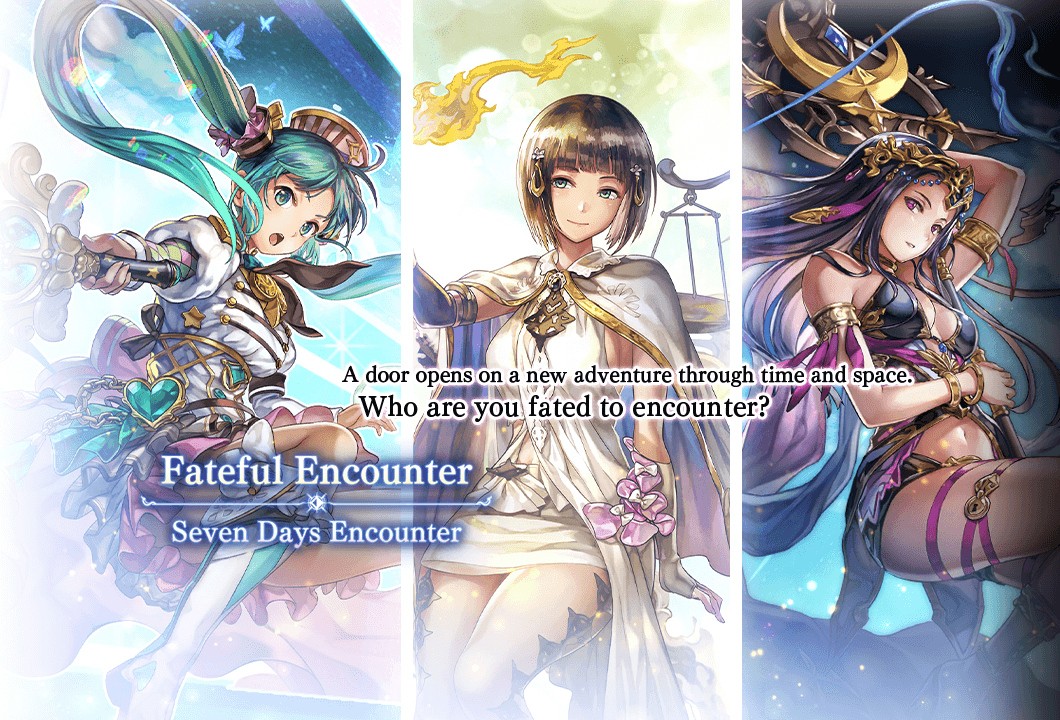 A door opens on a new adventure through time and space.
Who are you fated to encounter?
Fateful Encounter
Seven Days Encounter